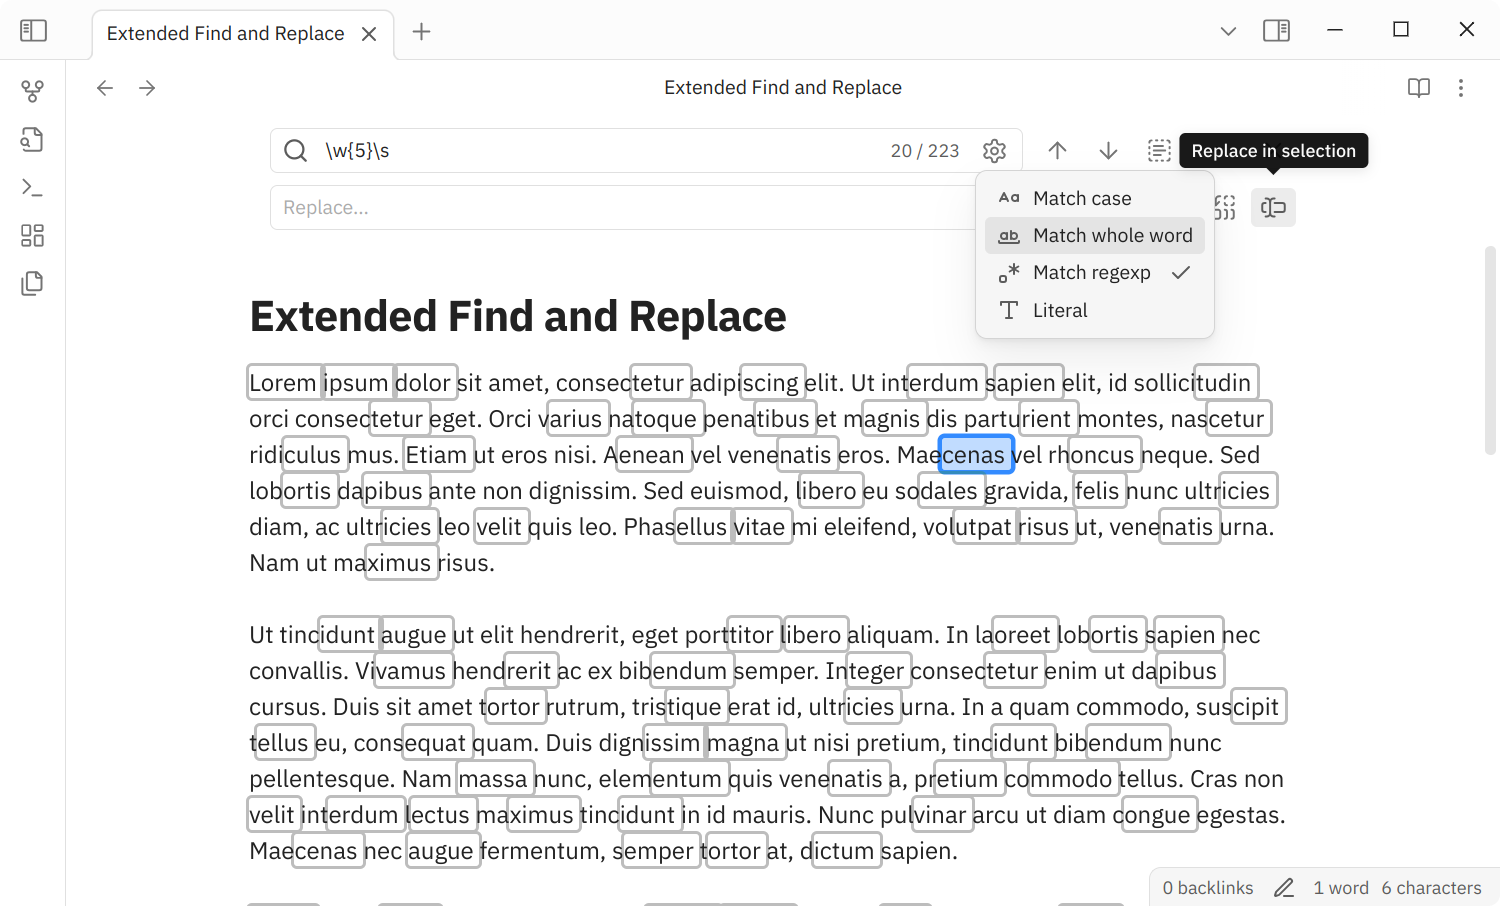 Extended Find and Replace
Extended Find and Replace
\w{5}\s
20 / 223
Replace in selection
Replace...
Aa Match case
ab Match whole word
Match regexp
Literal
Extended Find and Replace
Lorem ipsum dolor sit amet, consectetur adipiscing elit. Ut interdum sapien elit, id sollicitudin
orci consectetur eget. Orci varius natoque penatibus et magnis dis parturient montes, nascetur
ridiculus mus. Etiam ut eros nisi. Aenean vel venenatis eros. Maecenas vel rhoncus neque. Sed
lobortis dapibus ante non dignissim. Sed euismod, libero eu sodales gravida, felis nunc ultricies
diam, ac ultricies leo velit quis leo. Phasellus vitae mi eleifend, volutpat risus ut, venenatis urna.
Nam ut maximus risus.
Ut tincidunt augue ut elit hendrerit, eget porttitor libero aliquam. In laoreet lobortis sapien nec
convallis. Vivamus hendrerit ac ex bibendum semper. Integer consectetur enim ut dapibus
cursus. Duis sit amet tortor rutrum, tristique erat id, ultricies urna. In a quam commodo, suscipit
tellus eu, consequat quam. Duis dignissim magna ut nisi pretium, tincidunt bibendum nunc
pellentesque. Nam massa nunc, elementum quis venenatis a, pretium commodo tellus. Cras non
velit interdum lectus maximus tincidunt in id mauris. Nunc pulvinar arcu ut diam congue egestas.
Maecenas nec augue fermentum, semper tortor at, dictum sapien.
0 backlinks 1 word 6 characters